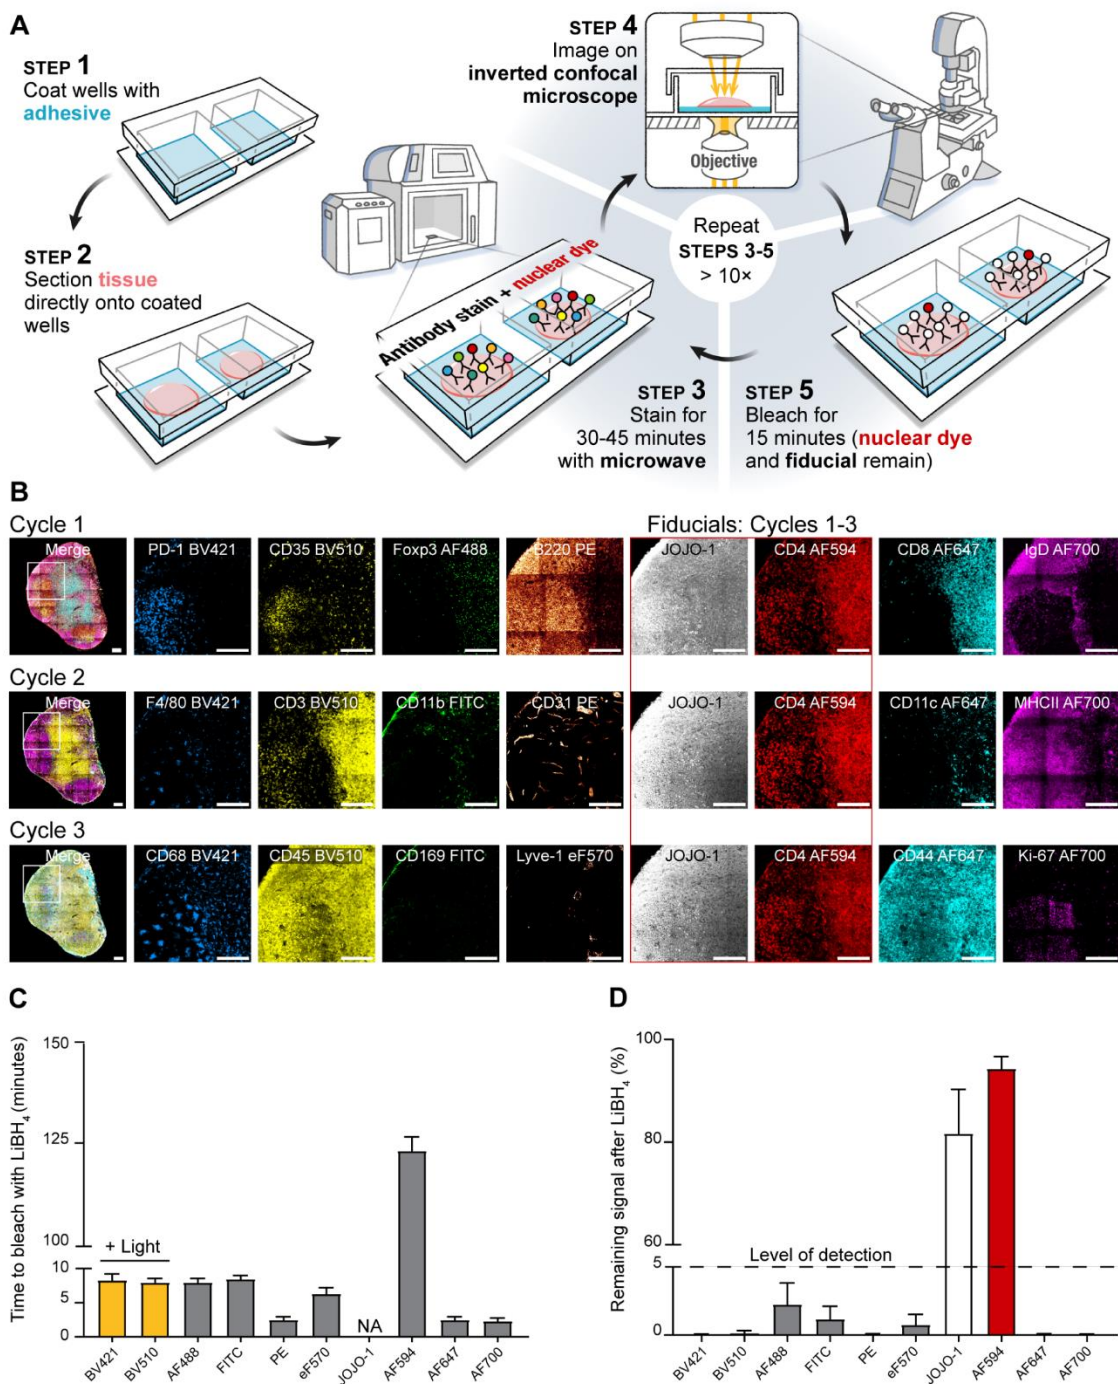 A
STEP 1
Coat wells with
adhesive
STEP 2
Section tissue
directly onto coated
wells
Antibody stain + nuclear dye
STEP 3
Stain for
30-45 minutes
with microwave
STEP 4
Image on
inverted confocal
microscope
Objective
Repeat
STEPS 3-5
> 10×
STEP 5
Bleach for
15 minutes (nuclear dye
and fiducial remain)
B
Cycle 1
Fiducials: Cycles 1-3
Merge
PD-1 BV421
CD35 BV510
Foxp3 AF488
B220 PE
JOJO-1
CD4 AF594
CD8 AF647
IgD AF700
Cycle 2
Merge
F4/80 BV421
CD3 BV510
CD11b FITC
CD31 PE
JOJO-1
CD4 AF594
CD11c AF647
MHCII AF700
Cycle 3
Merge
CD68 BV421
CD45 BV510
CD169 FITC
Lyve-1 eF570
JOJO-1
CD4 AF594
CD44 AF647
Ki-67 AF700
C
Time to bleach with LiBH4 (minutes)
150
125
100
10
5
0
+ Light
NA
BV421
BV510
AF488
FITC
PE
eF570
JOJO-1
AF594
AF647
AF700
D
Remaining signal after LiBH4 (%)
100
80
60
5
0
Level of detection
BV421
BV510
AF488
FITC
PE
eF570
JOJO-1
AF594
AF647
AF700